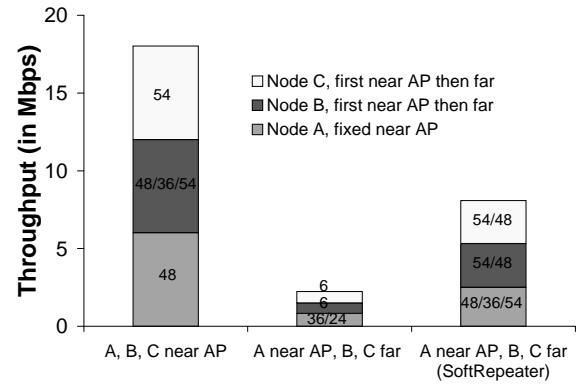 Throughput (in Mbps)
20
15
10
5
0
Node C, first near AP then far
Node B, first near AP then far
Node A, fixed near AP
54
48/36/54
48
6
6
36/24
54/48
54/48
48/36/54
A, B, C near AP
A near AP, B, C far
A near AP, B, C far
(SoftRepeater)